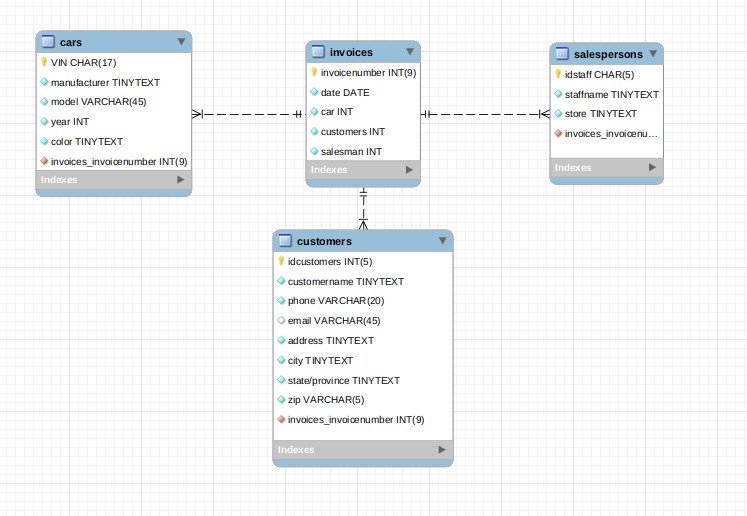 cars
VIN CHAR(17)
manufacturer TINYTEXT
model VARCHAR(45)
year INT
color TINYTEXT
invoices_invoicenumber INT(9)
Indexes
invoices
invoicenumber INT(9)
date DATE
car INT
customers INT
salesman INT
Indexes
salespersons
idstaff CHAR(5)
staffname TINYTEXT
store TINYTEXT
invoices_invoicenu...
Indexes
customers
idcustomers INT(5)
customername TINYTEXT
phone VARCHAR(20)
email VARCHAR(45)
address TINYTEXT
city TINYTEXT
state/province TINYTEXT
zip VARCHAR(5)
invoices_invoicenumber INT(9)
Indexes